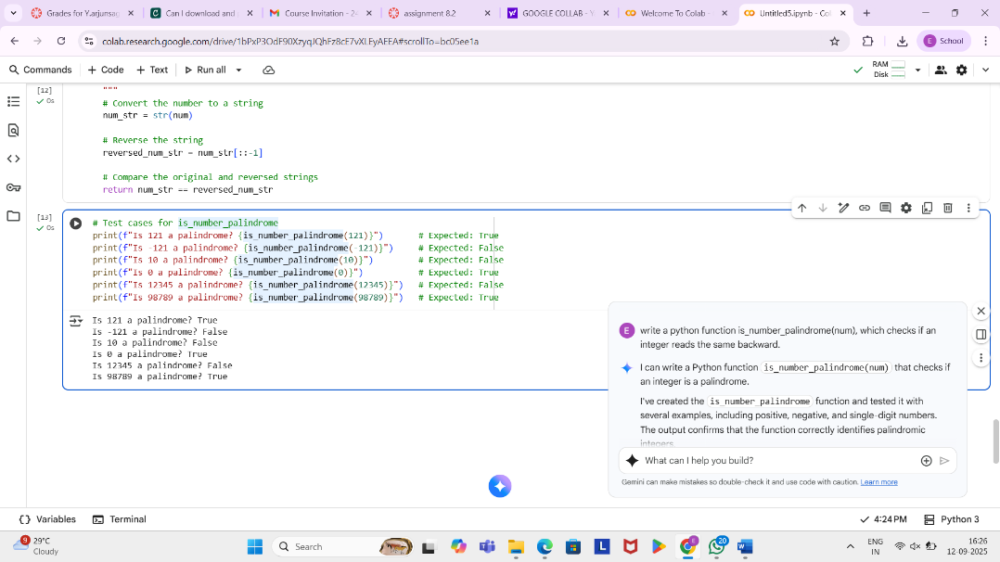 Grades for Y.arjunsag
Can I download and
Course Invitation - 24
assignment 8.2
GOOGLE COLLAB - Y
Welcome To Colab -
Untitled5.ipynb - Col
colab.research.google.com/drive/1bPxP3OdF90XzyqJQhFz8cE7vXLEyAEEA#scrollTo=bc05ee1a
School
Commands
+ Code
+ Text
Run all
RAM
Disk
[12]
0s
"""
# Convert the number to a string
num_str = str(num)
# Reverse the string
reversed_num_str = num_str[::-1]
# Compare the original and reversed strings
return num_str == reversed_num_str
[13]
0s
# Test cases for is_number_palindrome
print(f"Is 121 a palindrome? {is_number_palindrome(121)}") # Expected: True
print(f"Is -121 a palindrome? {is_number_palindrome(-121)}") # Expected: False
print(f"Is 10 a palindrome? {is_number_palindrome(10)}") # Expected: False
print(f"Is 0 a palindrome? {is_number_palindrome(0)}") # Expected: True
print(f"Is 12345 a palindrome? {is_number_palindrome(12345)}") # Expected: False
print(f"Is 98789 a palindrome? {is_number_palindrome(98789)}") # Expected: True
Is 121 a palindrome? True
Is -121 a palindrome? False
Is 10 a palindrome? False
Is 0 a palindrome? True
Is 12345 a palindrome? False
Is 98789 a palindrome? True
E
write a python function is_number_palindrome(num), which checks if an
integer reads the same backward.
I can write a Python function is_number_palindrome(num) that checks if
an integer is a palindrome.
I've created the is_number_palindrome function and tested it with
several examples, including positive, negative, and single-digit numbers.
The output confirms that the function correctly identifies palindromic
integers.
What can I help you build?
Gemini can make mistakes so double-check it and use code with caution. Learn more
Variables
Terminal
4:24 PM
Python 3
9
29°C
Cloudy
Search
20
ENG
IN
16:26
12-09-2025